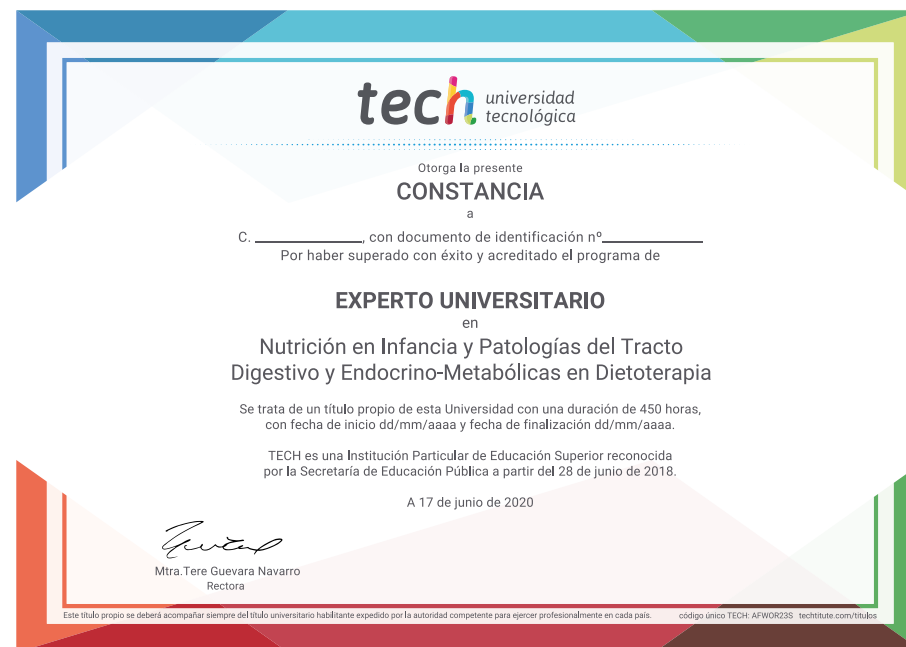 tech universidad
tecnológica
Otorga la presente
CONSTANCIA
a
C. ______________, con documento de identificación nº______________
Por haber superado con éxito y acreditado el programa de
EXPERTO UNIVERSITARIO
en
Nutrición en Infancia y Patologías del Tracto
Digestivo y Endocrino-Metabólicas en Dietoterapia
Se trata de un título propio de esta Universidad con una duración de 450 horas,
con fecha de inicio dd/mm/aaaa y fecha de finalización dd/mm/aaaa.
TECH es una Institución Particular de Educación Superior reconocida
por la Secretaría de Educación Pública a partir del 28 de junio de 2018.
A 17 de junio de 2020
Mtra.Tere Guevara Navarro
Rectora
Este título propio se deberá acompañar siempre del título universitario habilitante expedido por la autoridad competente para ejercer profesionalmente en cada país. código único TECH: AFWOR23S techtitute.com/titulos